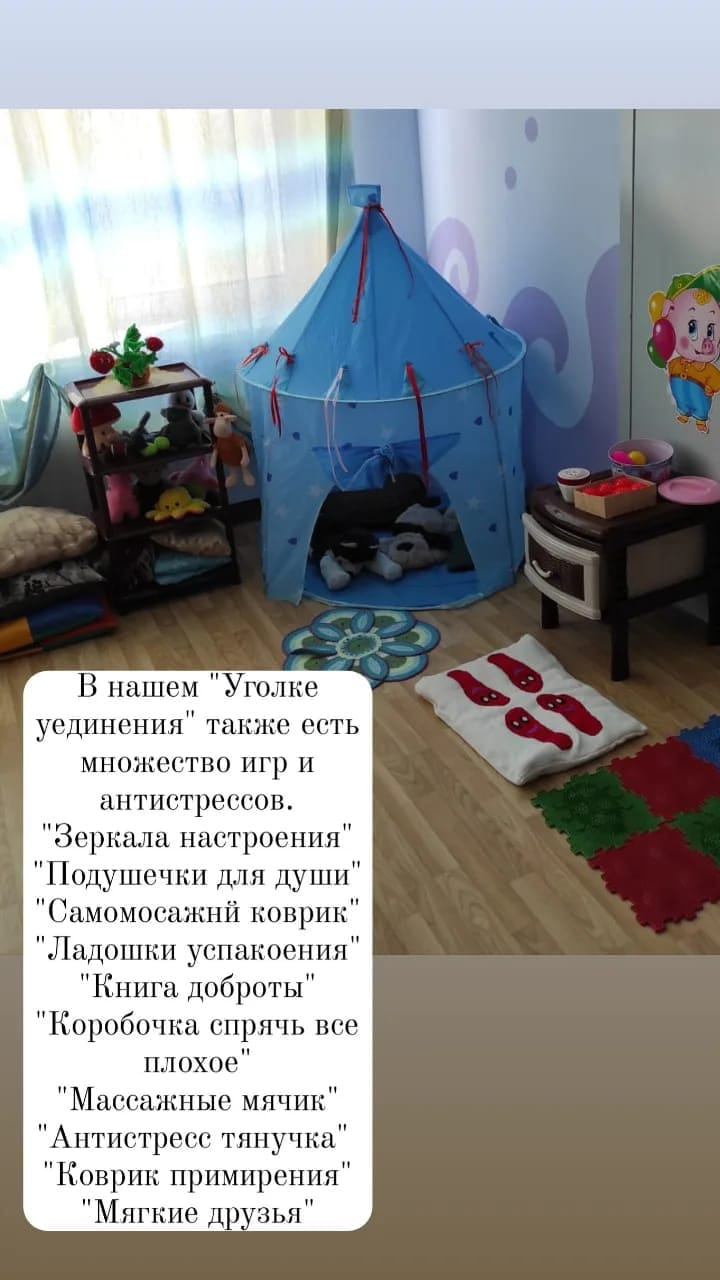 В нашем "Уголке
уединения" также есть
множество игр и
антистрессов.
"Зеркала настроения"
"Подушечки для души"
"Самомосажнй коврик"
"Ладошки успакоения"
"Книга доброты"
"Коробочка спрячь все
плохое"
"Массажные мячик"
"Антистресс тянучка"
"Коврик примирения"
"Мягкие друзья"